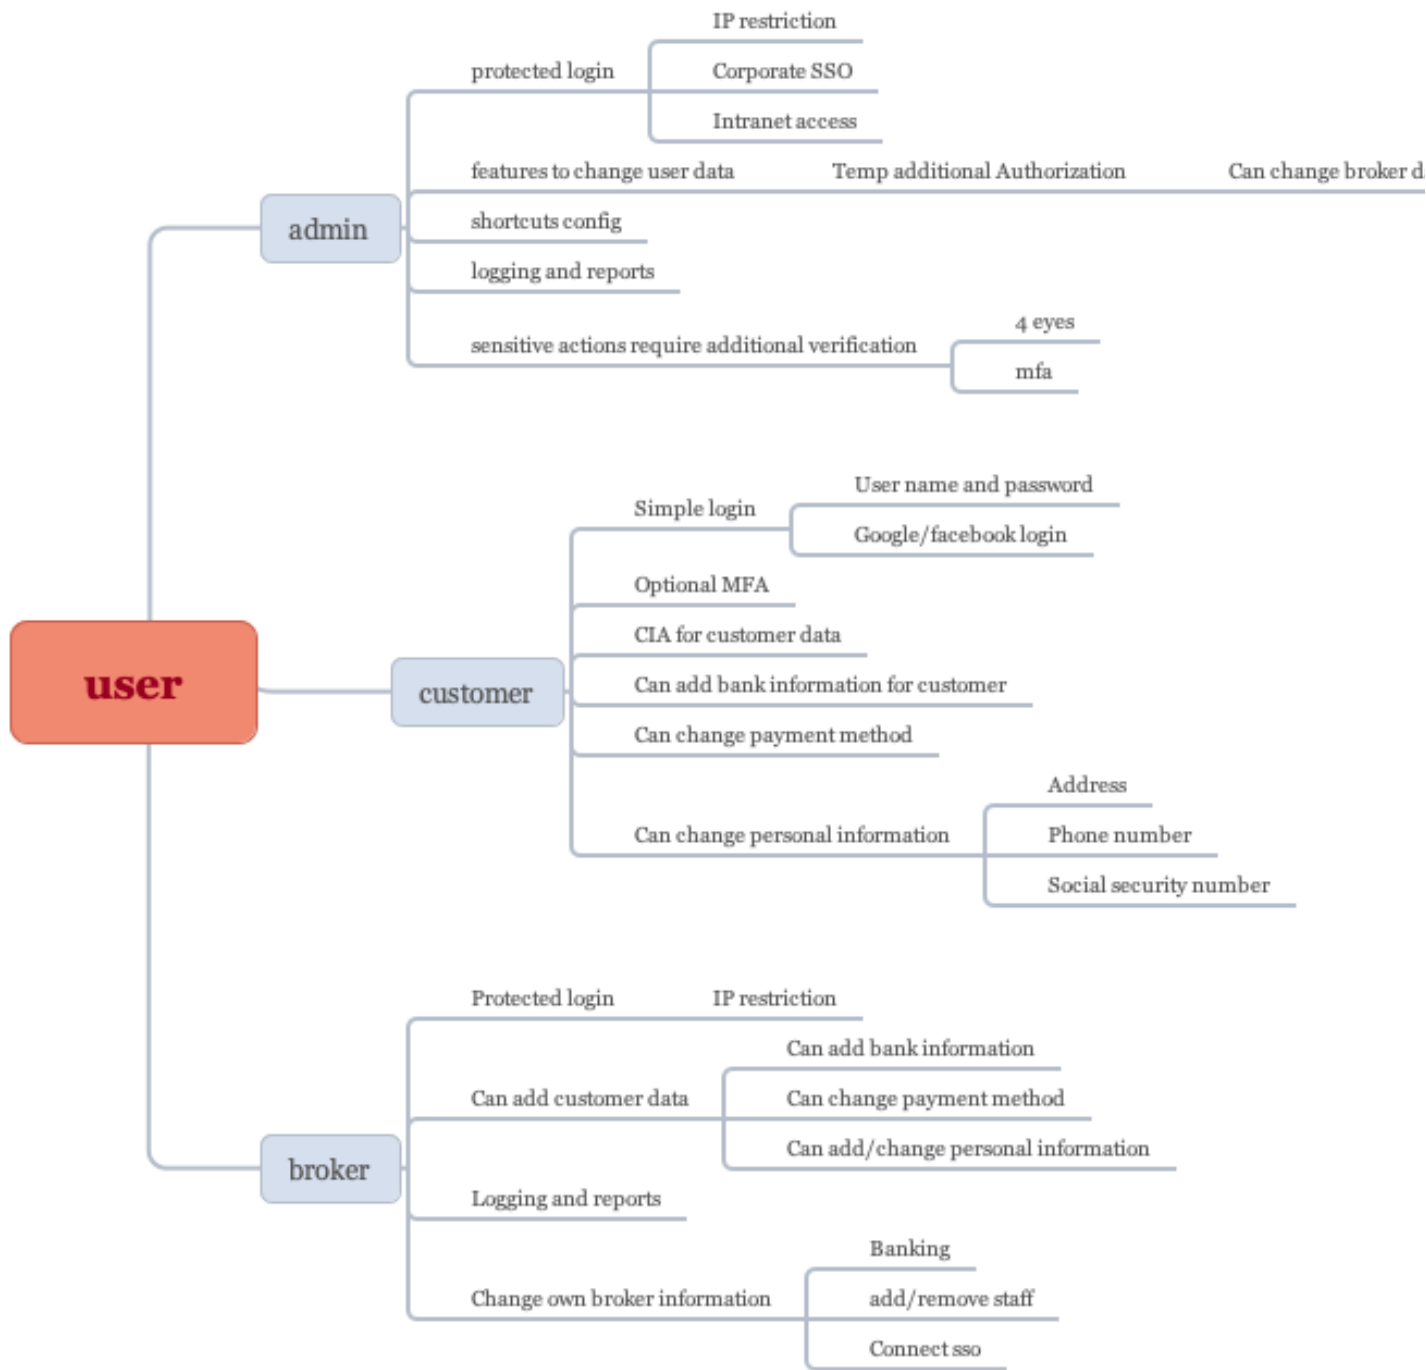 IP restriction
protected login
Corporate SSO
Intranet access
features to change user data
Temp additional Authorization
Can change broker
admin
shortcuts config
logging and reports
4 eyes
sensitive actions require additional verification
mfa
User name and password
Simple login
Google/facebook login
Optional MFA
CIA for customer data
user
customer
Can add bank information for customer
Can change payment method
Address
Can change personal information
Phone number
Social security number
Protected login
IP restriction
Can add bank information
Can add customer data
Can change payment method
Can add/change personal information
broker
Logging and reports
Banking
Change own broker information
add/remove staff
Connect sso